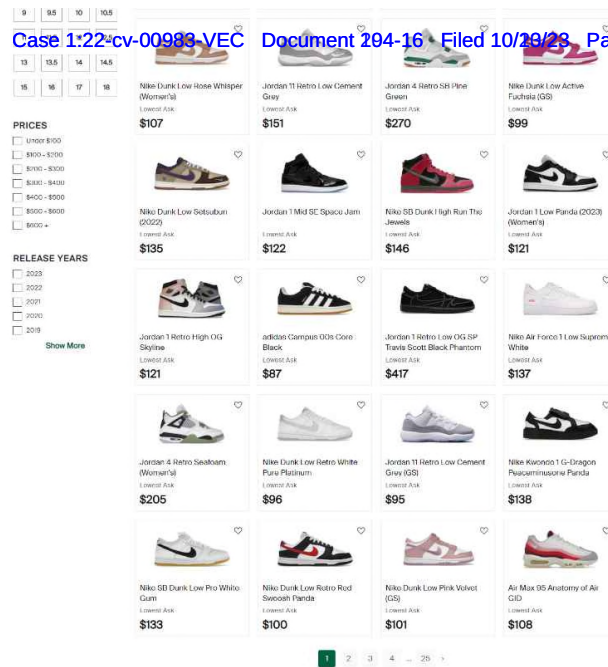 9 9.5 10 10.5
Case 1:22-cv-00983-VEC Document 194-16 Filed 10/23/23 Pa
13 13.5 14 14.5
15 16 17 18
PRICES
Under $100
$100 - $200
$200 - $300
$300 - $400
$400 - $500
$500 - $600
$600 +
RELEASE YEARS
2023
2022
2021
2020
2019
Show More
Nike Dunk Low Rose Whisper
(Women's)
Lowest Ask
$107
Jordan 11 Retro Low Cement
Grey
Lowest Ask
$151
Jordan 4 Retro SB Pine
Green
Lowest Ask
$270
Nike Dunk Low Active
Fuchsia (GS)
Lowest Ask
$99
Nike Dunk Low Setsubun
(2022)
Lowest Ask
$135
Jordan 1 Mid SE Space Jam
Lowest Ask
$122
Nike SB Dunk High Run The
Jewels
Lowest Ask
$146
Jordan 1 Low Panda (2023)
(Women's)
Lowest Ask
$121
Jordan 1 Retro High OG
Skyline
Lowest Ask
$121
adidas Campus 00s Core
Black
Lowest Ask
$87
Jordan 1 Retro Low OG SP
Travis Scott Black Phantom
Lowest Ask
$417
Nike Air Force 1 Low Suprem
White
Lowest Ask
$137
Jordan 4 Retro Seafoam
(Women's)
Lowest Ask
$205
Nike Dunk Low Retro White
Pure Platinum
Lowest Ask
$96
Jordan 11 Retro Low Cement
Grey (GS)
Lowest Ask
$95
Nike Kwondo 1 G-Dragon
Peaceminusone Panda
Lowest Ask
$138
Nike SB Dunk Low Pro White
Gum
Lowest Ask
$133
Nike Dunk Low Retro Red
Swoosh Panda
Lowest Ask
$100
Nike Dunk Low Pink Velvet
(GS)
Lowest Ask
$101
Air Max 95 Anatomy of Air
GID
Lowest Ask
$108
1 2 3 4 ... 25 ›